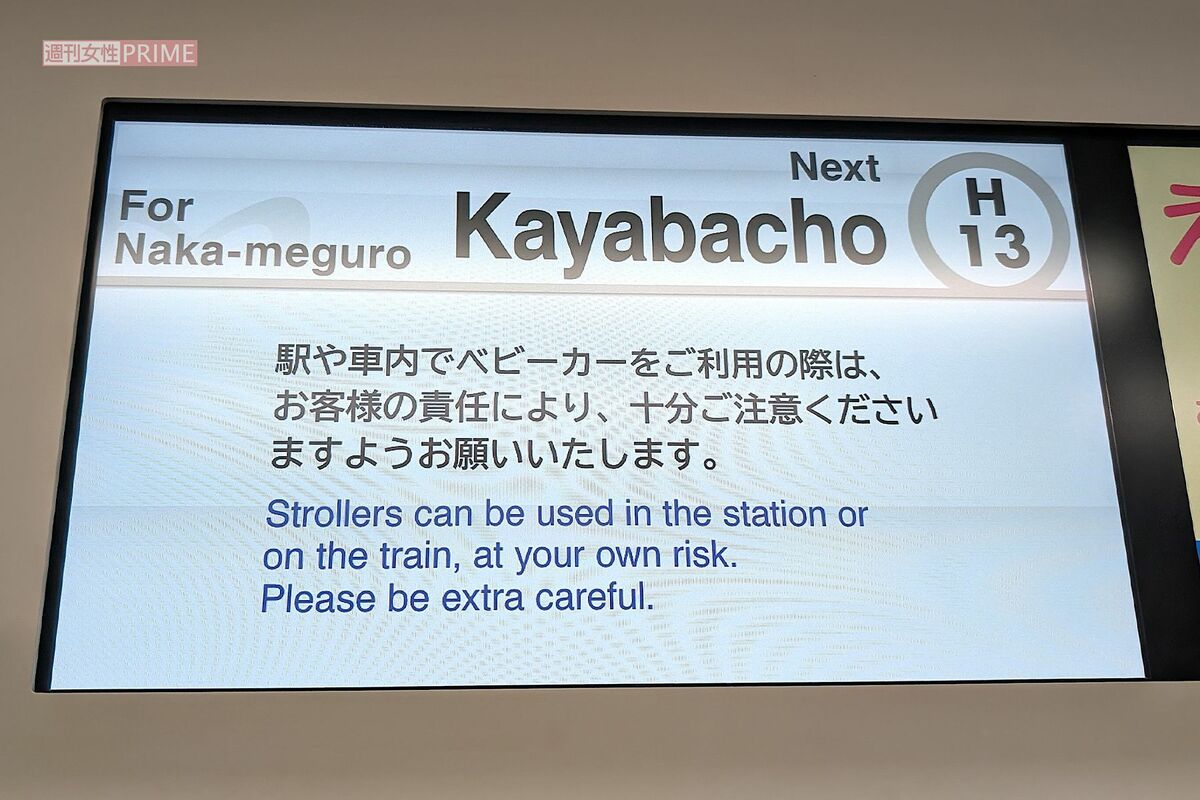 週刊女性PRIME
For
Naka-meguro
Next
Kayabacho
H
13
駅や車内でベビーカーをご利用の際は、
お客様の責任により、十分ご注意ください
ますようお願いいたします。
Strollers can be used in the station or
on the train, at your own risk.
Please be extra careful.